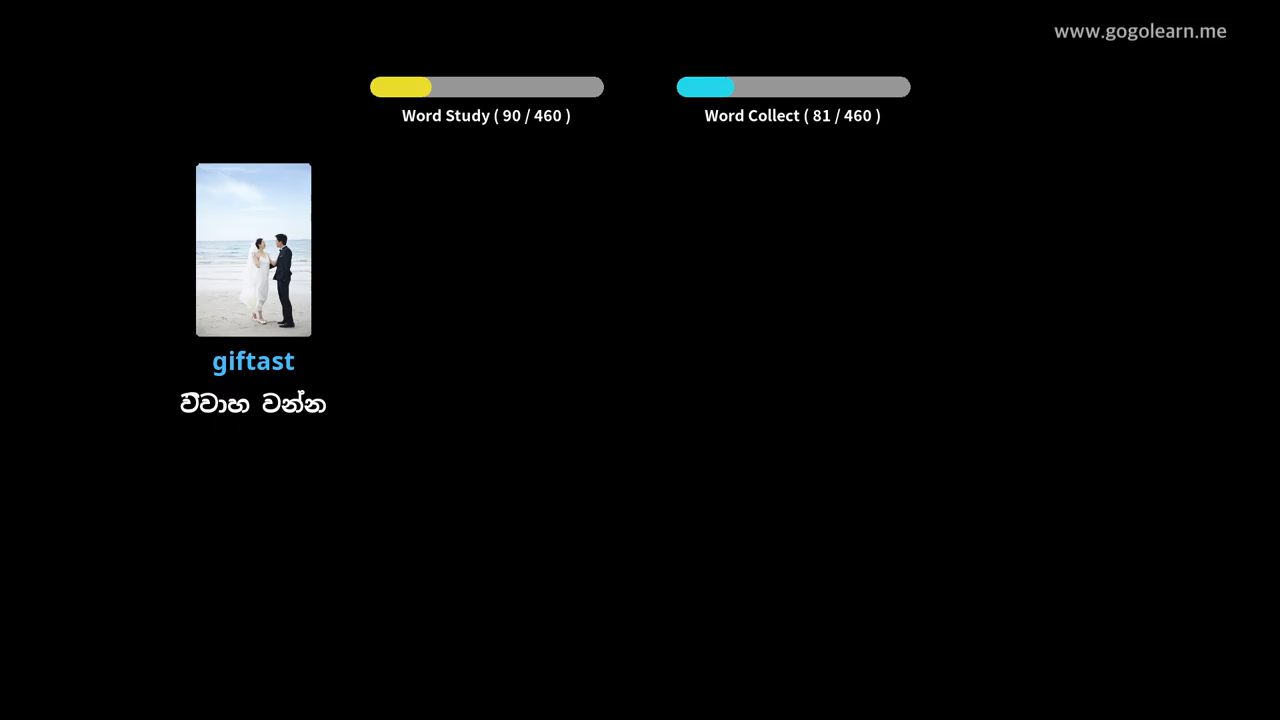 www.gogolearn.me
Word Study ( 90 / 460 )
Word Collect ( 81 / 460 )
giftast
විවාහ වන්න